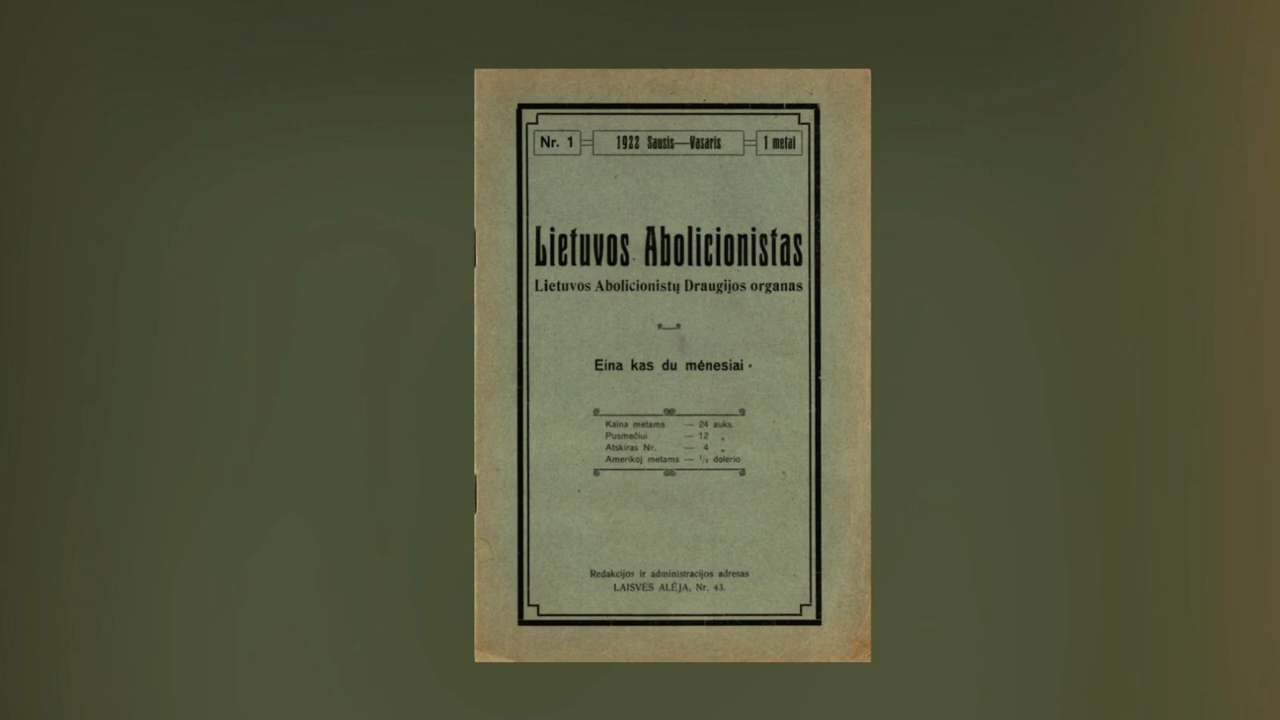 Nr. 1 1922 Sausis—Vasaris 1 metai
Lietuvos Abolicionistas
Lietuvos Abolicionistų Draugijos organas
Eina kas du mėnesiai
Kaina metams — 24 auks.
Pusmečiui — 12 „
Atskiras Nr. — 4 „
Amerikoj metams — ½ dolerio
Redakcijos ir administracijos adresas
LAISVĖS ALĖJA, Nr. 43.